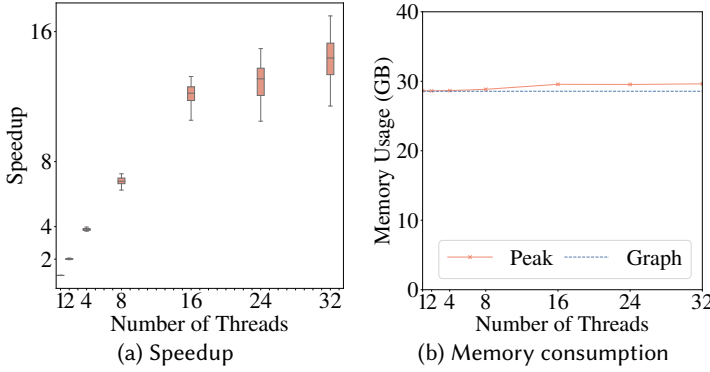 16
8
4
2
Speedup
12 4 8 16 24 32
Number of Threads
(a) Speedup
40
30
20
10
0
Memory Usage (GB)
Peak Graph
12 4 8 16 24 32
Number of Threads
(b) Memory consumption